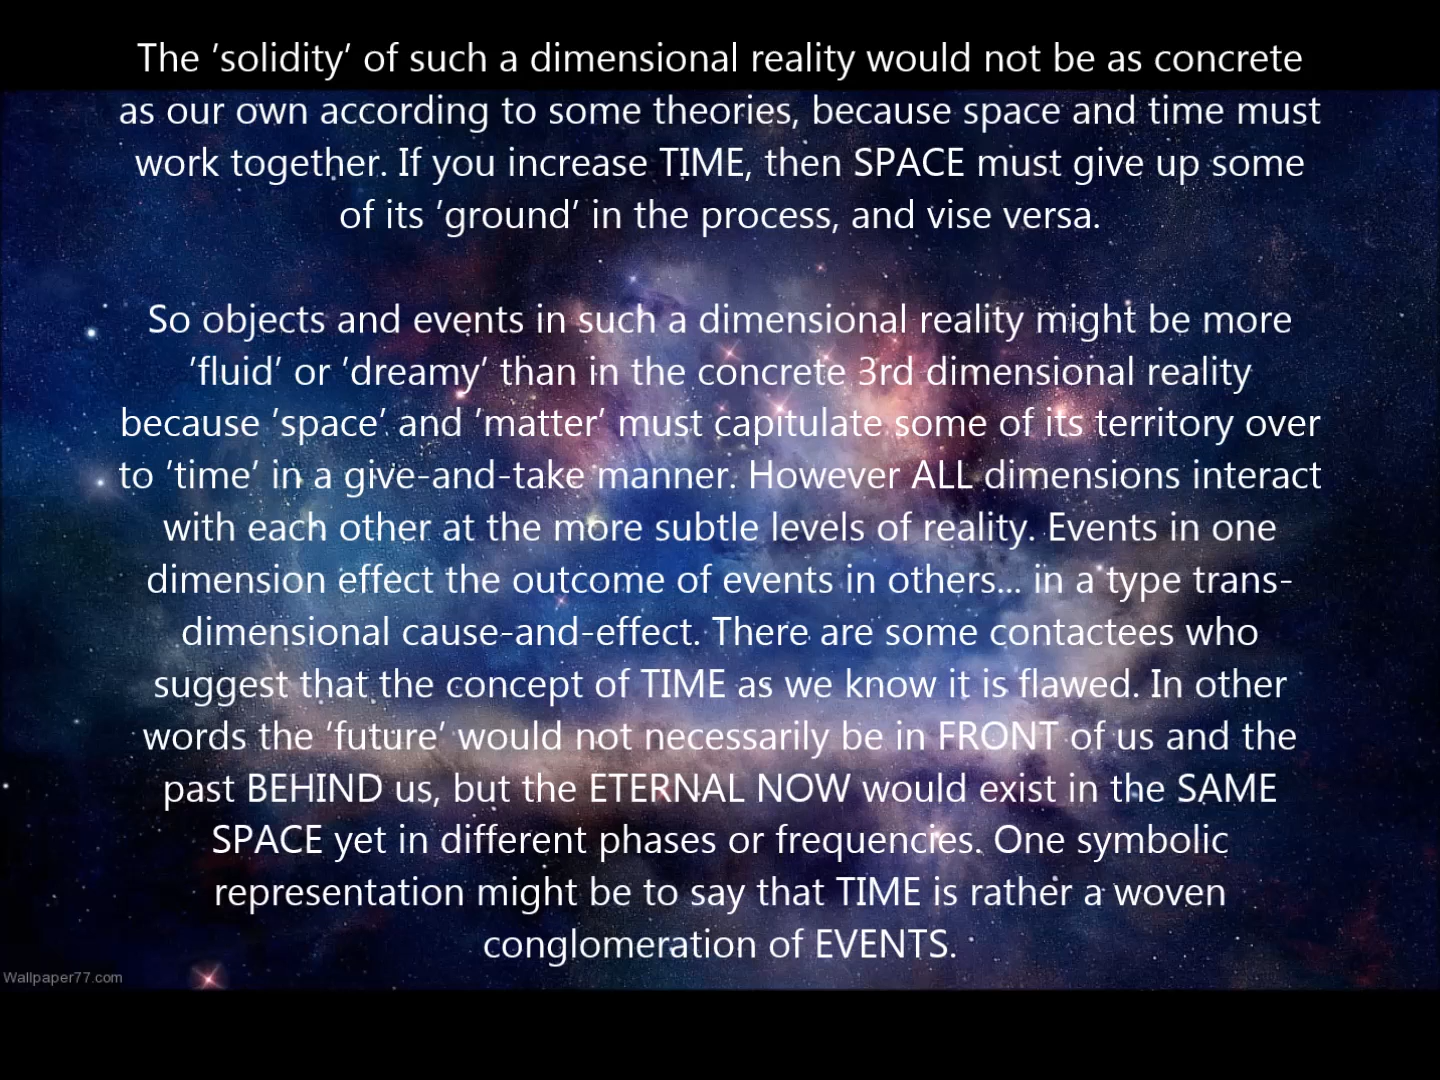 The 'solidity' of such a dimensional reality would not be as concrete
as our own according to some theories, because space and time must
work together. If you increase TIME, then SPACE must give up some
of its 'ground' in the process, and vise versa.
So objects and events in such a dimensional reality might be more
'fluid' or 'dreamy' than in the concrete 3rd dimensional reality
because 'space' and 'matter' must capitulate some of its territory over
to 'time' in a give-and-take manner. However ALL dimensions interact
with each other at the more subtle levels of reality. Events in one
dimension effect the outcome of events in others... in a type trans-
dimensional cause-and-effect. There are some contactees who
suggest that the concept of TIME as we know it is flawed. In other
words the 'future' would not necessarily be in FRONT of us and the
past BEHIND us, but the ETERNAL NOW would exist in the SAME
SPACE yet in different phases or frequencies. One symbolic
representation might be to say that TIME is rather a woven
conglomeration of EVENTS.
Wallpaper77.com